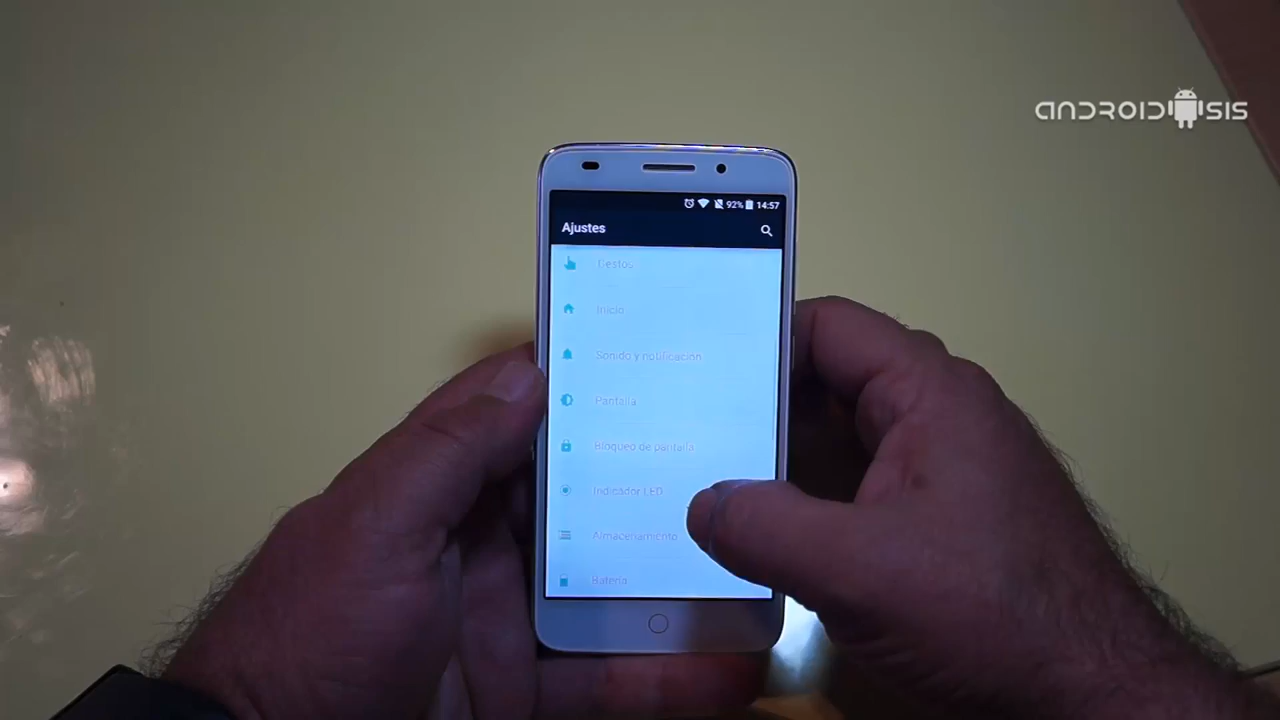 ANDROIDSIS
92% 14:57
Ajustes
Gestos
Inicio
Sonido y notificación
Pantalla
Bloqueo de pantalla
Indicador LED
Almacenamiento
Batería